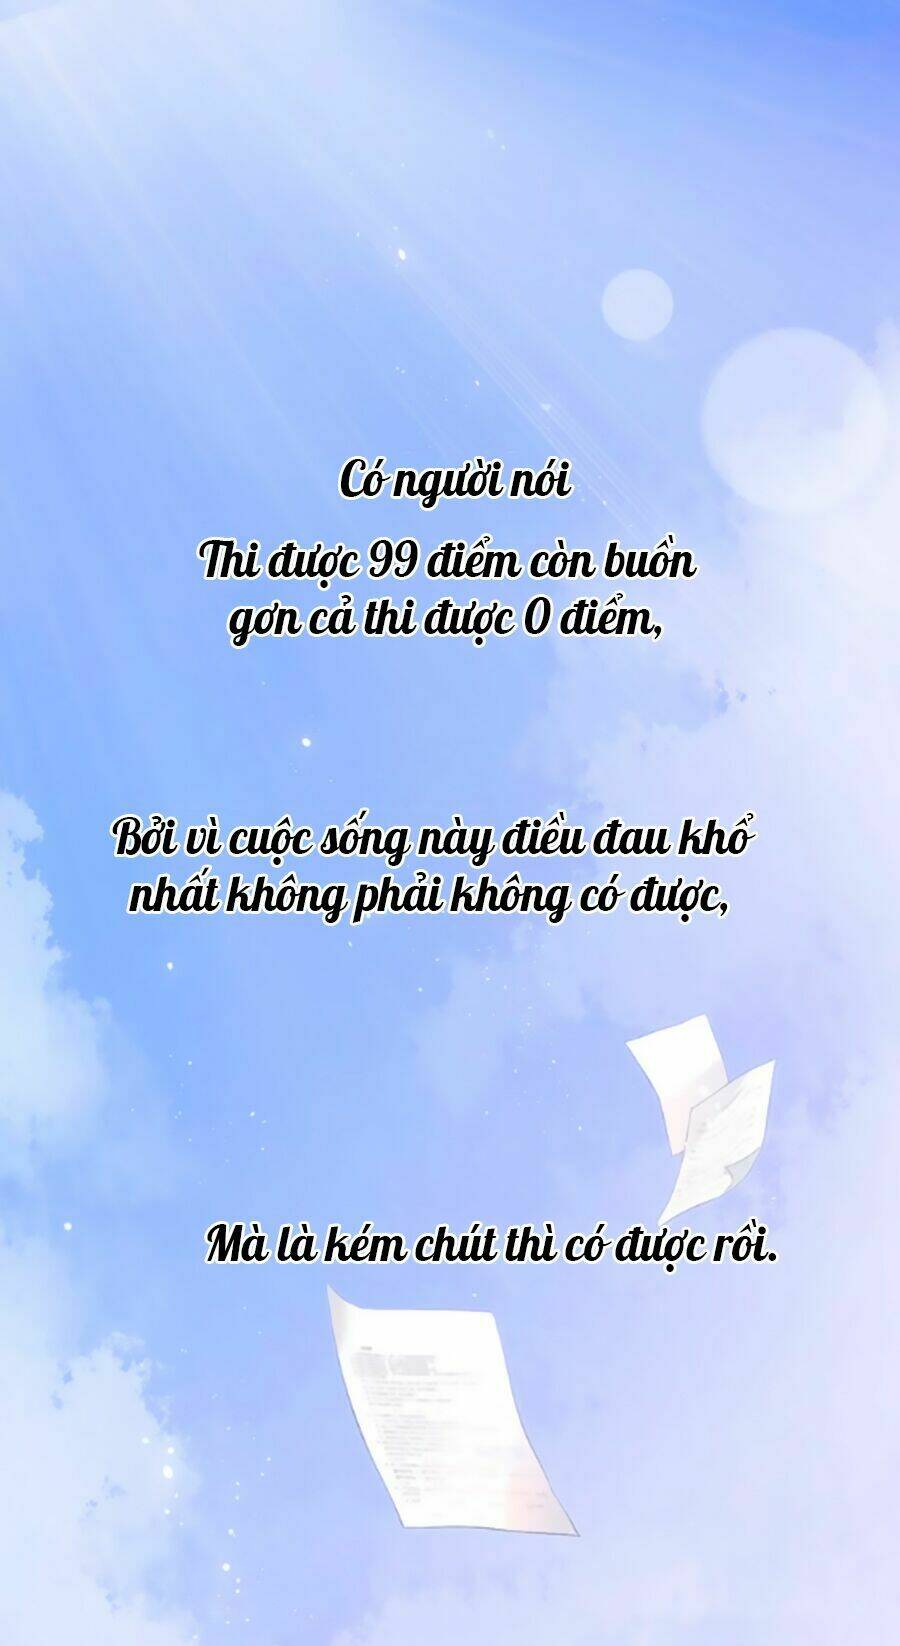 Có người nói
Thi được 99 điểm còn buồn
gơn cả thi được 0 điểm,
Bởi vì cuộc sống này điều đau khổ
nhất không phải không có được,
Mà là kém chút thì có được rồi.